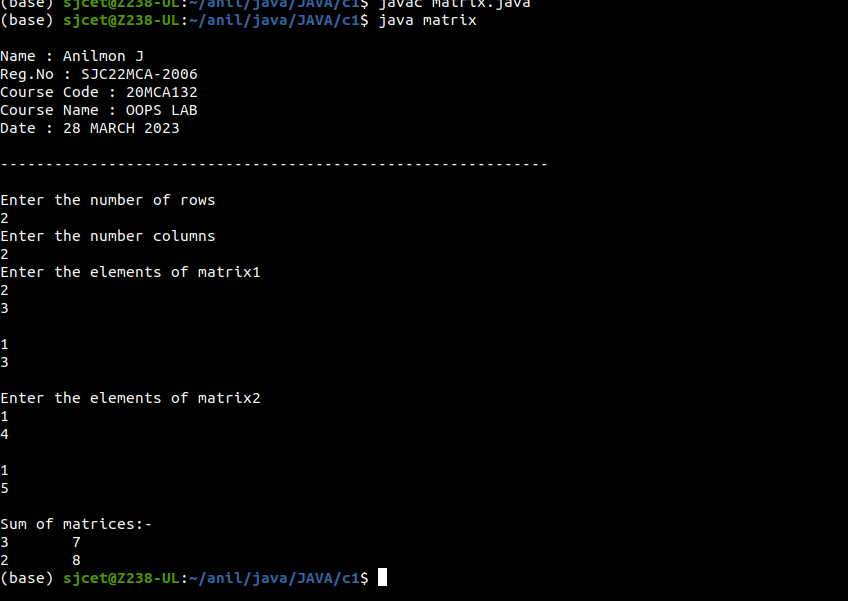 (base) sjcet@Z238-UL:~/anil/java/JAVA/c1$ javac matrix.java
(base) sjcet@Z238-UL:~/anil/java/JAVA/c1$ java matrix
Name : Anilmon J
Reg.No : SJC22MCA-2006
Course Code : 20MCA132
Course Name : OOPS LAB
Date : 28 MARCH 2023
-------------------------------------------------------------
Enter the number of rows
2
Enter the number columns
2
Enter the elements of matrix1
2
3
1
3
Enter the elements of matrix2
1
4
1
5
Sum of matrices:-
3       7
2       8
(base) sjcet@Z238-UL:~/anil/java/JAVA/c1$